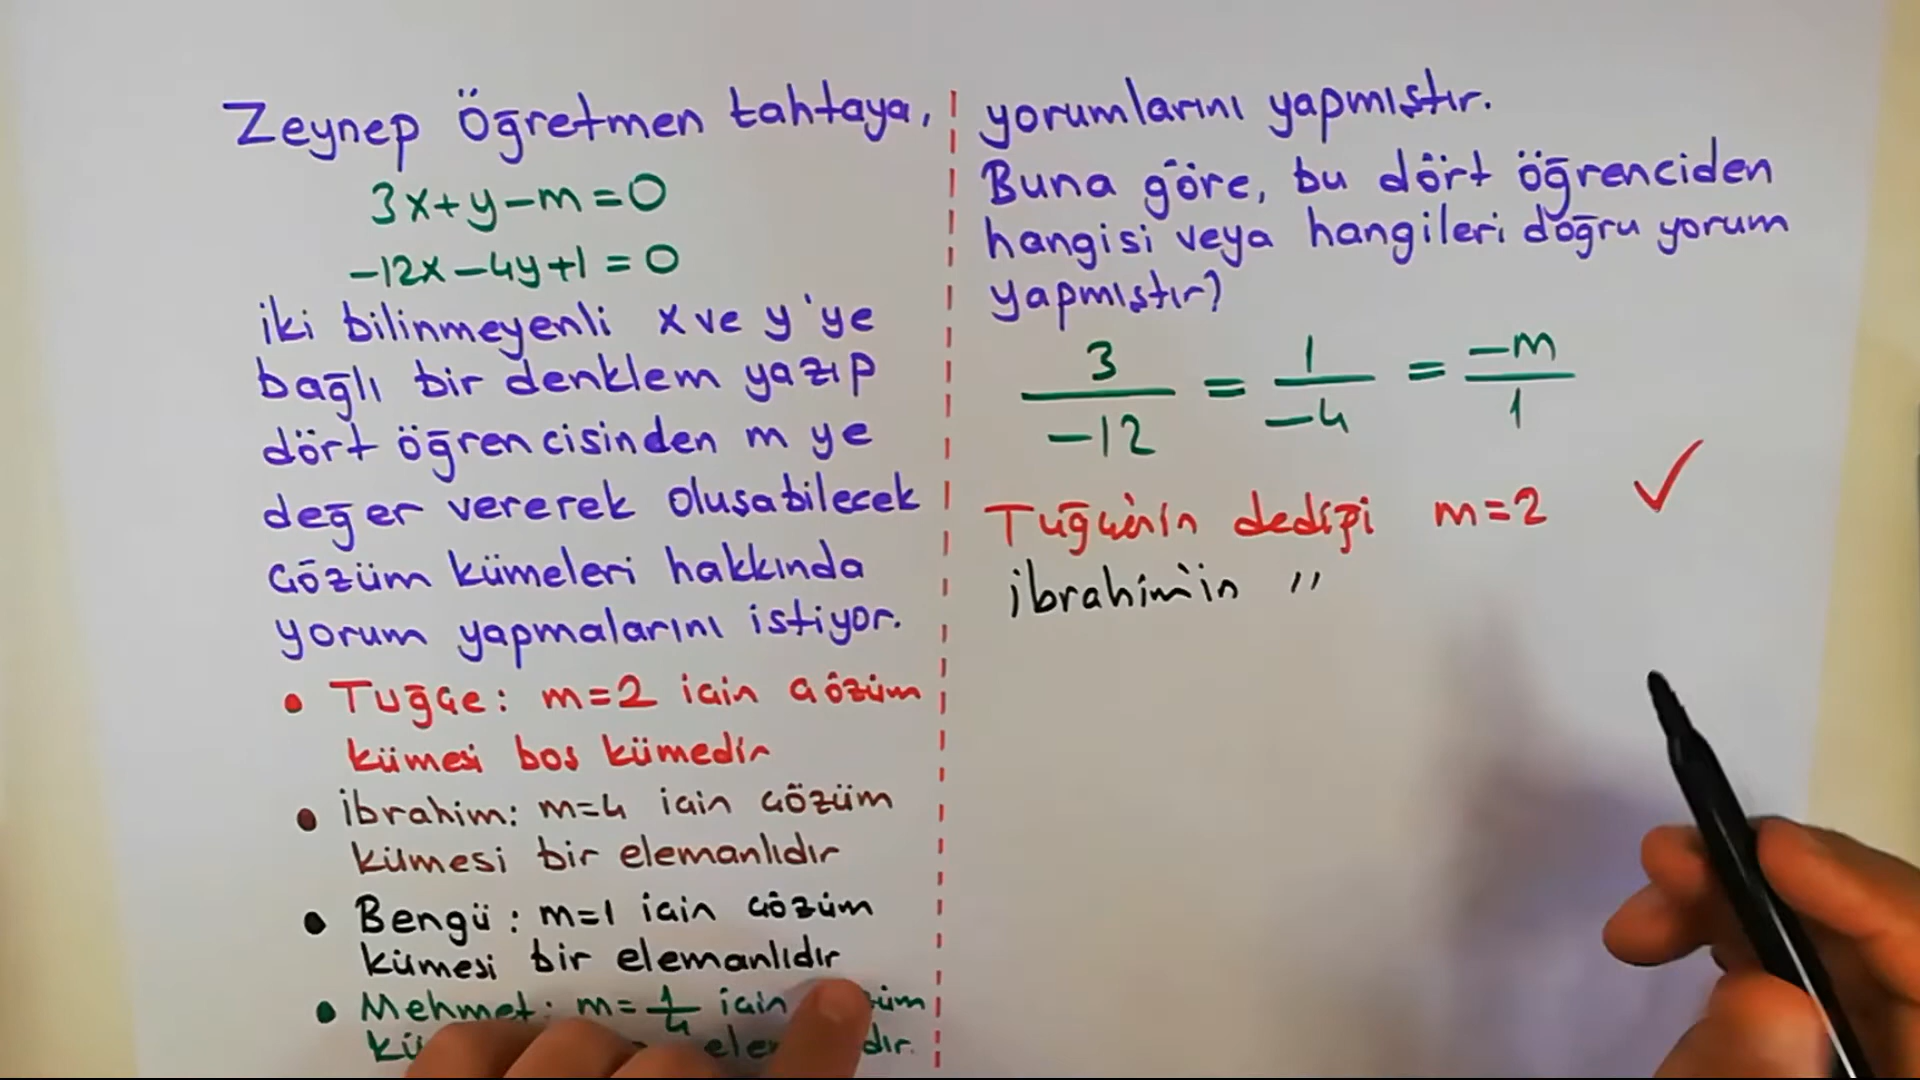 Zeynep Öğretmen tahtaya,
3x+y-m=0
-12x-4y+1=0
iki bilinmeyenli x ve y'ye
bağlı bir denklem yazıp
dört öğrencisinden m ye
değer vererek oluşabilecek
çözüm kümeleri hakkında
yorum yapmalarını istiyor.
• Tuğçe: m=2 için çözüm
kümesi boş kümedir
• İbrahim: m=4 için çözüm
kümesi bir elemanlıdır
• Bengü: m=1 için çözüm
kümesi bir elemanlıdır
• Mehmet: m=1/4 için
yorumlarını yapmıştır.
Buna göre, bu dört öğrenciden
hangisi veya hangileri doğru yorum
yapmıştır?
3/-12 = 1/-4 = -m/1
Tuğçe'nin dediği m=2 ✓
ibrahim'in "